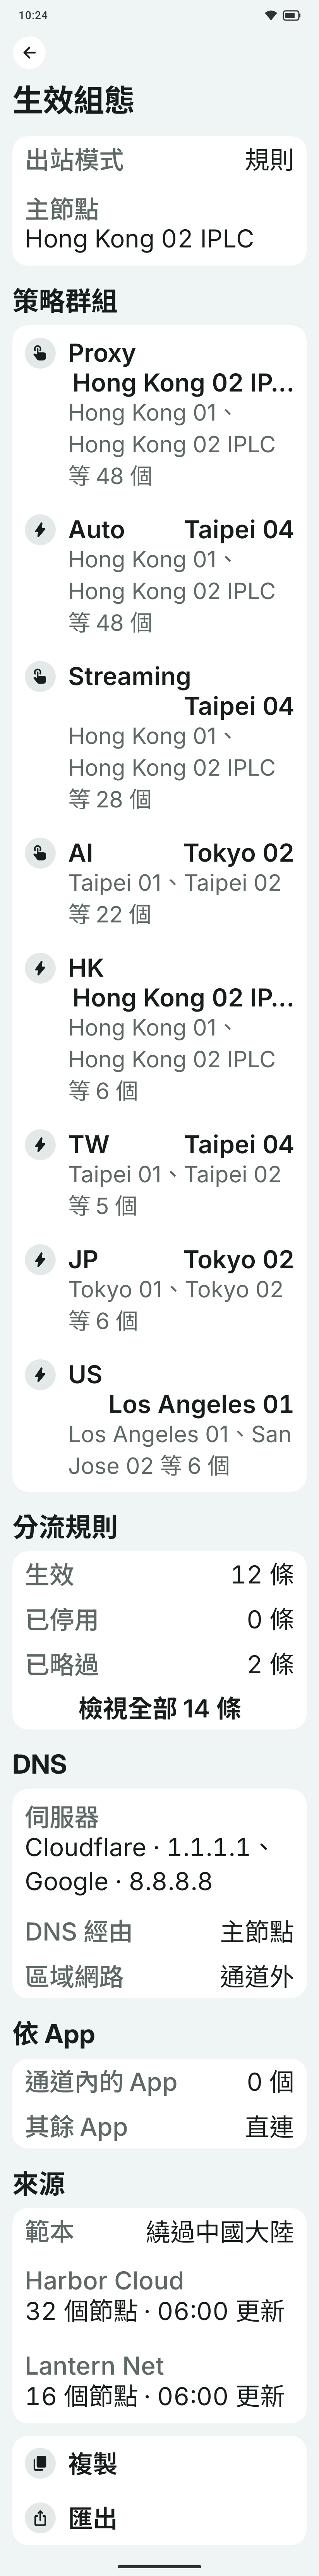 10:24
生效組態
出站模式 規則
主節點
Hong Kong 02 IPLC
策略群組
Proxy
Hong Kong 02 IP...
Hong Kong 01、
Hong Kong 02 IPLC
等 48 個
Auto Taipei 04
Hong Kong 01、
Hong Kong 02 IPLC
等 48 個
Streaming
Taipei 04
Hong Kong 01、
Hong Kong 02 IPLC
等 28 個
AI Tokyo 02
Taipei 01、Taipei 02
等 22 個
HK
Hong Kong 02 IP...
Hong Kong 01、
Hong Kong 02 IPLC
等 6 個
TW Taipei 04
Taipei 01、Taipei 02
等 5 個
JP Tokyo 02
Tokyo 01、Tokyo 02
等 6 個
US
Los Angeles 01
Los Angeles 01、San
Jose 02 等 6 個
分流規則
生效 12 條
已停用 0 條
已略過 2 條
檢視全部 14 條
DNS
伺服器
Cloudflare · 1.1.1.1、
Google · 8.8.8.8
DNS 經由 主節點
區域網路 通道外
依 App
通道內的 App 0 個
其餘 App 直連
來源
範本 繞過中國大陸
Harbor Cloud
32 個節點 · 06:00 更新
Lantern Net
16 個節點 · 06:00 更新
複製
匯出